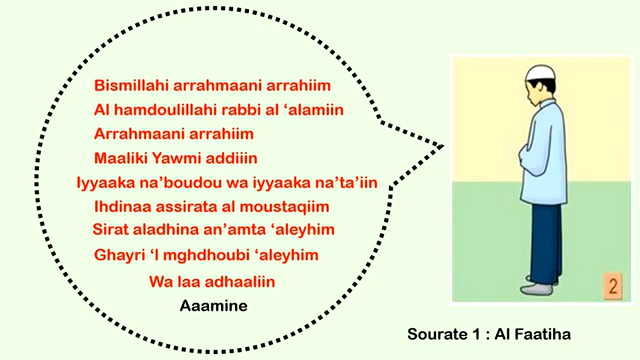 Bismillahi arrahmaani arrahiim
Al hamdoulillahi rabbi al ‘alamiin
Arrahmaani arrahiim
Maaliki Yawmi addiiin
Iyyaaka na’boudou wa iyyaaka na’ta’iin
Ihdinaa assirata al moustaqiim
Sirat aladhina an’amta ‘aleyhim
Ghayri ‘l mghdhoubi ‘aleyhim
Wa laa adhaaliin
Aaamine
2
Sourate 1 : Al Faatiha